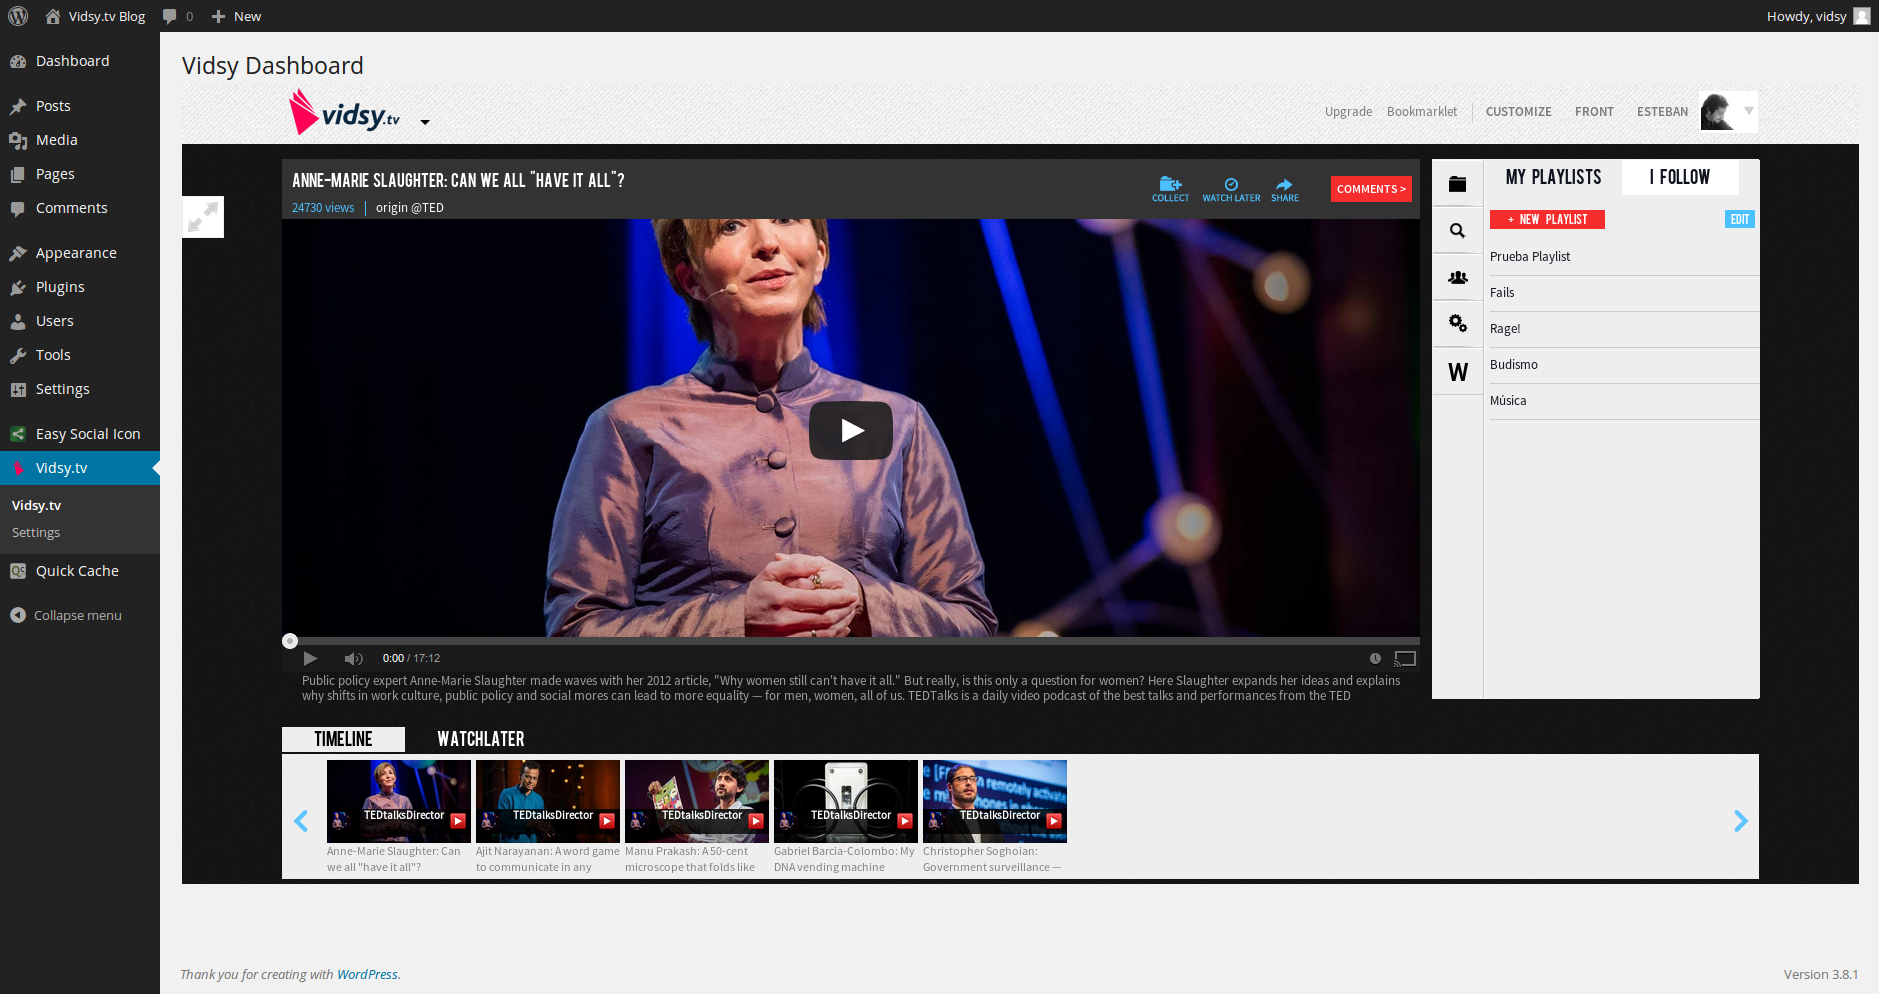 Vidsy.tv Blog 0 New Howdy, vidsy
Dashboard
Posts
Media
Pages
Comments
Appearance
Plugins
Users
Tools
Settings
Easy Social Icon
Vidsy.tv
Vidsy.tv
Settings
Quick Cache
Collapse menu
Vidsy Dashboard
vidsy.tv
Upgrade Bookmarklet CUSTOMIZE FRONT ESTEBAN
ANNE-MARIE SLAUGHTER: CAN WE ALL "HAVE IT ALL"?
24730 views | origin @TED
COLLECT WATCH LATER SHARE COMMENTS >
MY PLAYLISTS I FOLLOW
+ NEW PLAYLIST EDIT
Prueba Playlist
Fails
Rage!
Budismo
Música
W
0:00 / 17:12
Public policy expert Anne-Marie Slaughter made waves with her 2012 article, "Why women still can't have it all." But really, is this only a question for women? Here Slaughter expands her ideas and explains
why shifts in work culture, public policy and social mores can lead to more equality — for men, women, all of us. TEDTalks is a daily video podcast of the best talks and performances from the TED
TIMELINE WATCHLATER
TEDtalksDirector TEDtalksDirector TEDtalksDirector TEDtalksDirector TEDtalksDirector
Anne-Marie Slaughter: Can
we all "have it all"?
Ajit Narayanan: A word game
to communicate in any
Manu Prakash: A 50-cent
microscope that folds like
Gabriel Barcia-Colombo: My
DNA vending machine
Christopher Soghoian:
Government surveillance —
Thank you for creating with WordPress.
Version 3.8.1